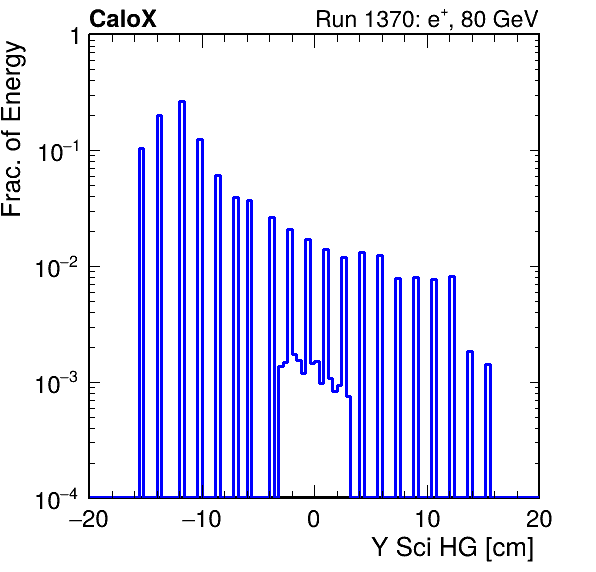 CaloX Run 1370: e⁺, 80 GeV
Frac. of Energy
1
10⁻¹
10⁻²
10⁻³
10⁻⁴
−20 −10 0 10 20
Y Sci HG [cm]